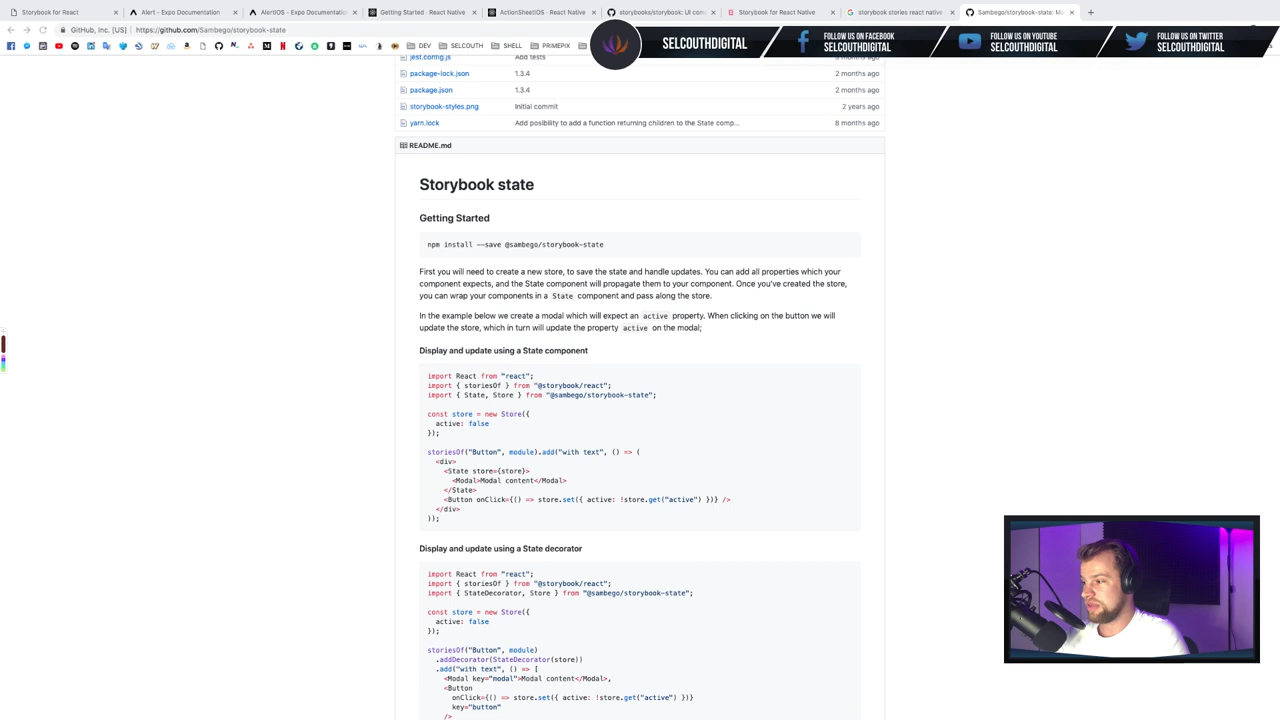 Storybook for React
Alert - Expo Documentation
AlertIOS - Expo Documentation
Getting Started · React Native
ActionSheetIOS · React Native
storybooks/storybook: UI com
Storybook for React Native
storybook stories react native
Sambego/storybook-state: Ma
GitHub, Inc. [US] https://github.com/Sambego/storybook-state
DEV
SELCOUTH
SHELL
PRIMEPIX
SELCOUTHDIGITAL
FOLLOW US ON FACEBOOK
SELCOUTHDIGITAL
FOLLOW US ON YOUTUBE
SELCOUTHDIGITAL
FOLLOW US ON TWITTER
SELCOUTHDIGITAL
jest.config.js Add tests
package-lock.json 1.3.4 2 months ago
package.json 1.3.4 2 months ago
storybook-styles.png Initial commit 2 years ago
yarn.lock Add posibility to add a function returning children to the State comp... 8 months ago
README.md
Storybook state
Getting Started
npm install --save @sambego/storybook-state
First you will need to create a new store, to save the state and handle updates. You can add all properties which your
component expects, and the State component will propagate them to your component. Once you've created the store,
you can wrap your components in a State component and pass along the store.
In the example below we create a modal which will expect an active property. When clicking on the button we will
update the store, which in turn will update the property active on the modal;
Display and update using a State component
import React from "react";
import { storiesOf } from "@storybook/react";
import { State, Store } from "@sambego/storybook-state";
const store = new Store({
active: false
});
storiesOf("Button", module).add("with text", () => (
<div>
<State store={store}>
<Modal>Modal content</Modal>
</State>
<Button onClick={() => store.set({ active: !store.get("active") })} />
</div>
));
Display and update using a State decorator
import React from "react";
import { storiesOf } from "@storybook/react";
import { StateDecorator, Store } from "@sambego/storybook-state";
const store = new Store({
active: false
});
storiesOf("Button", module)
.addDecorator(StateDecorator(store))
.add("with text", () => [
<Modal key="modal">Modal content</Modal>,
<Button
onClick={() => store.set({ active: !store.get("active") })}
key="button"
/>